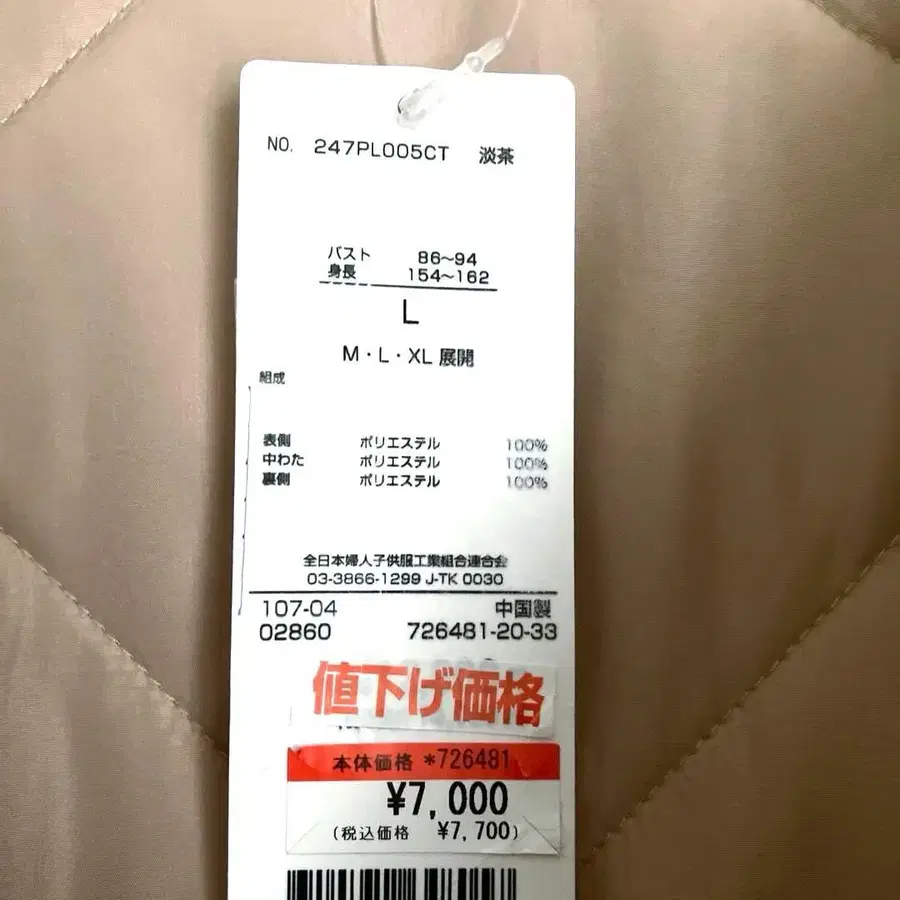 NO. 247PL005CT 淡茶
バスト 86~94
身長 154~162
L
M・L・XL 展開
組成
表側 ポリエステル 100%
中わた ポリエステル 100%
裏側 ポリエステル 100%
全日本婦人子供服工業組合連合会
03-3866-1299 J-TK 0030
107-04 中国製
02860 726481-20-33
値下げ価格
本体価格 *726481
¥7,000
(税込価格 ¥7,700)